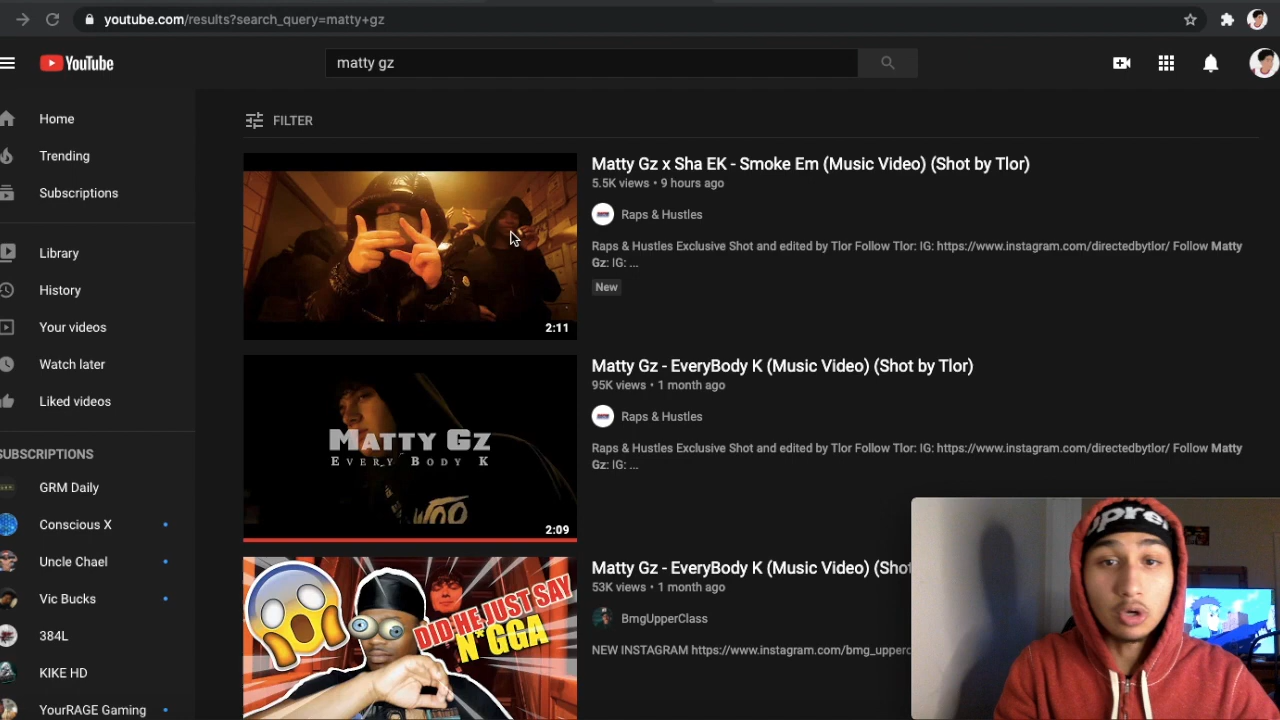 youtube.com/results?search_query=matty+gz
YouTube
matty gz
Home
Trending
Subscriptions
Library
History
Your videos
Watch later
Liked videos
SUBSCRIPTIONS
GRM Daily
Conscious X
Uncle Chael
Vic Bucks
384L
KIKE HD
YourRAGE Gaming
FILTER
2:11
Matty Gz x Sha EK - Smoke Em (Music Video) (Shot by Tlor)
5.5K views • 9 hours ago
Raps & Hustles
Raps & Hustles Exclusive Shot and edited by Tlor Follow Tlor: IG: https://www.instagram.com/directedbytlor/ Follow Matty
Gz: IG: ...
New
MATTY GZ
EVERY BODY K
WOO
2:09
Matty Gz - EveryBody K (Music Video) (Shot by Tlor)
95K views • 1 month ago
Raps & Hustles
Raps & Hustles Exclusive Shot and edited by Tlor Follow Tlor: IG: https://www.instagram.com/directedbytlor/ Follow Matty
Gz: IG: ...
DID HE JUST SAY
N*GGA
Matty Gz - EveryBody K (Music Video) (Shot
53K views • 1 month ago
BmgUpperClass
NEW INSTAGRAM https://www.instagram.com/bmg_upperc
upre